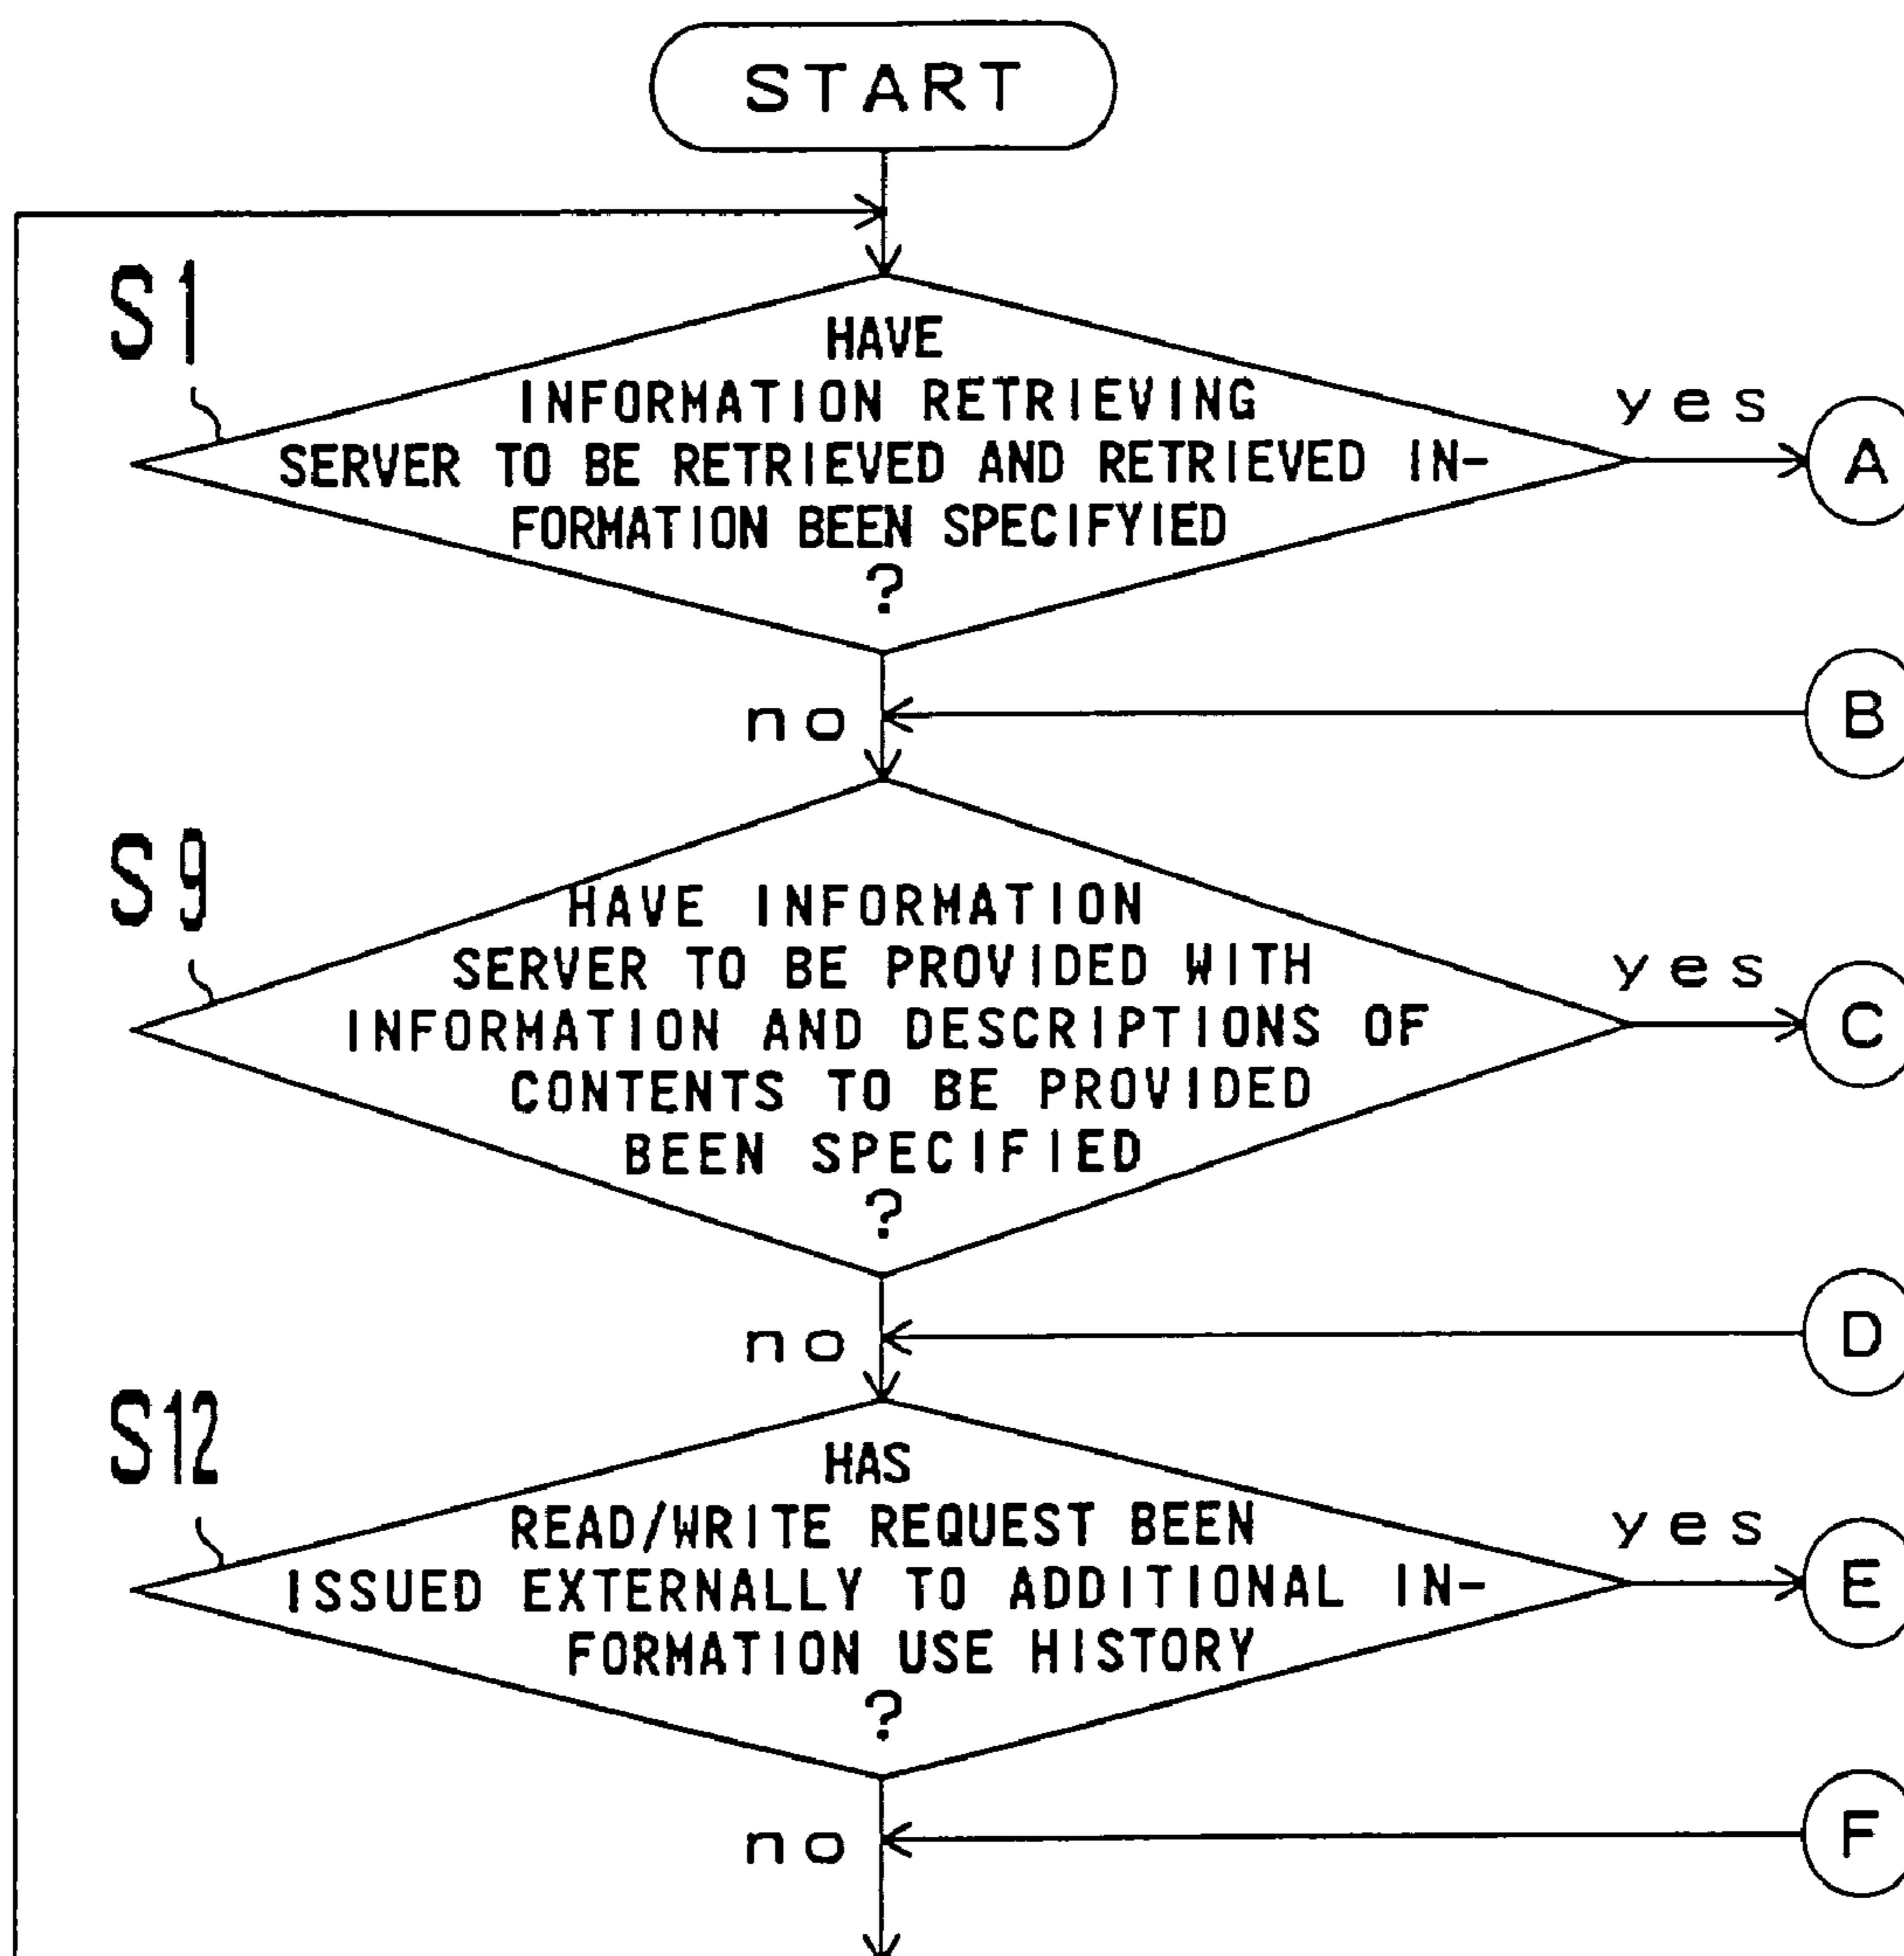 START
S1
HAVE
INFORMATION RETRIEVING
SERVER TO BE RETRIEVED AND RETRIEVED IN-
FORMATION BEEN SPECIFYIED
?
yes
A
no
B
S9
HAVE INFORMATION
SERVER TO BE PROVIDED WITH
INFORMATION AND DESCRIPTIONS OF
CONTENTS TO BE PROVIDED
BEEN SPECIFIED
?
yes
C
no
D
S12
HAS
READ/WRITE REQUEST BEEN
ISSUED EXTERNALLY TO ADDITIONAL IN-
FORMATION USE HISTORY
?
yes
E
no
F